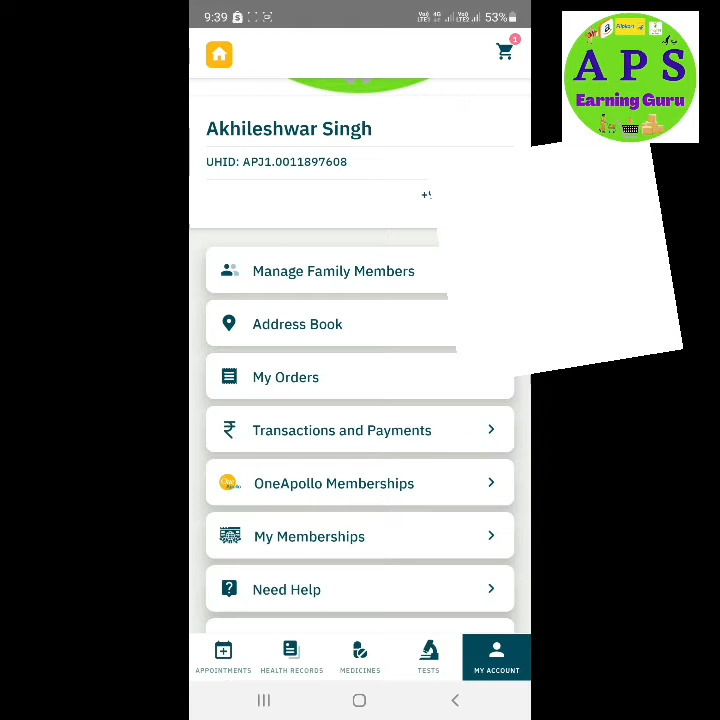 9:39
53%
1
A P S
Earning Guru
Akhileshwar Singh
UHID: APJ1.0011897608
Manage Family Members
Address Book
My Orders
Transactions and Payments
OneApollo Memberships
My Memberships
Need Help
APPOINTMENTS
HEALTH RECORDS
MEDICINES
TESTS
MY ACCOUNT